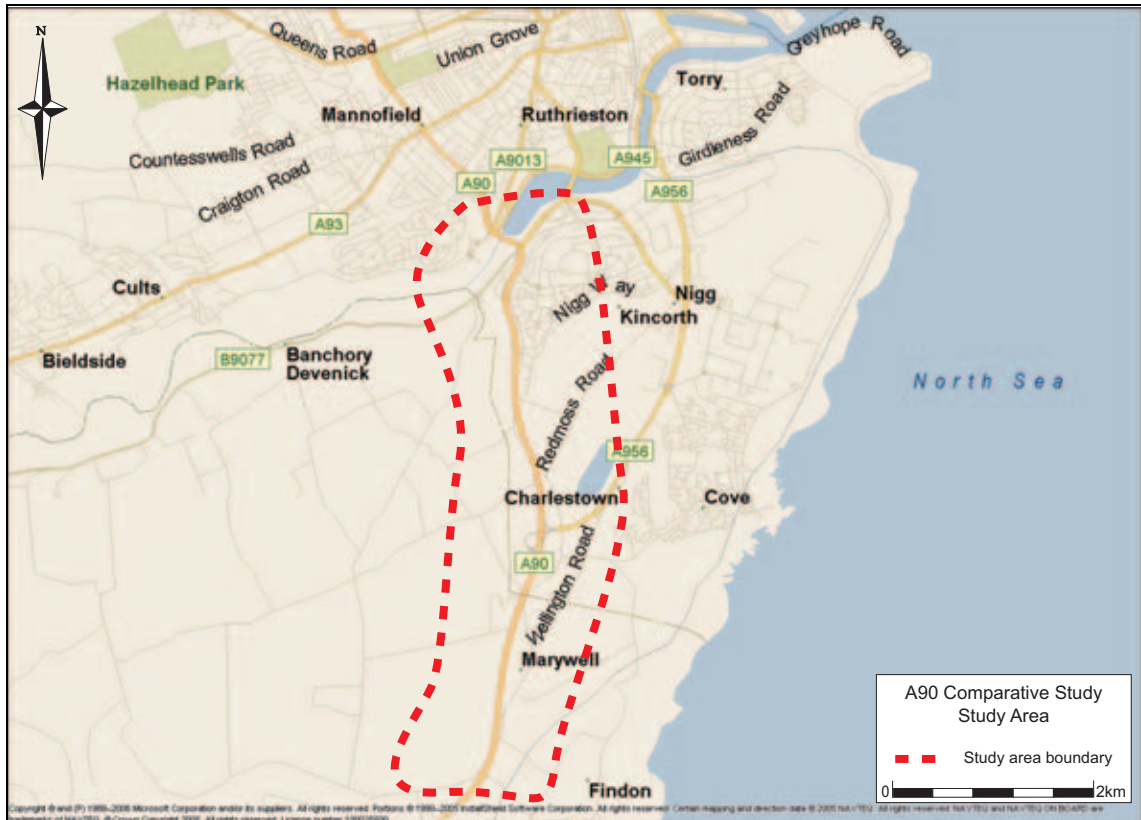 N
Queens Road
Union Grove
Greyhope Road
Hazelhead Park
Torry
Mannofield
Ruthrieston
Girdleness Road
Countesswells Road
A9013
A945
Craigton Road
A90
A956
A93
Cults
Nigg Way
Nigg
Kincorth
Bieldside
B9077
Banchory
Devenick
North Sea
Redmoss Road
A956
Charlestown
Cove
A90
Wellington Road
Marywell
A90 Comparative Study
Study Area
Study area boundary
0 2km
Findon